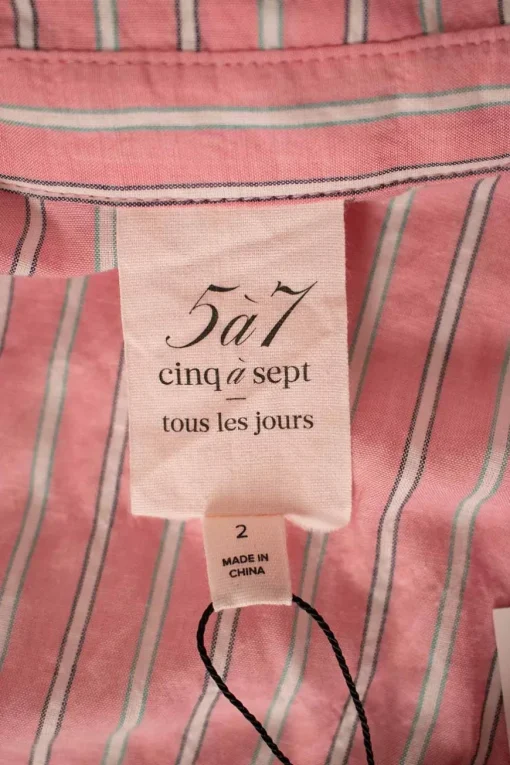 5à7
cinq à sept
tous les jours
2
MADE IN
CHINA